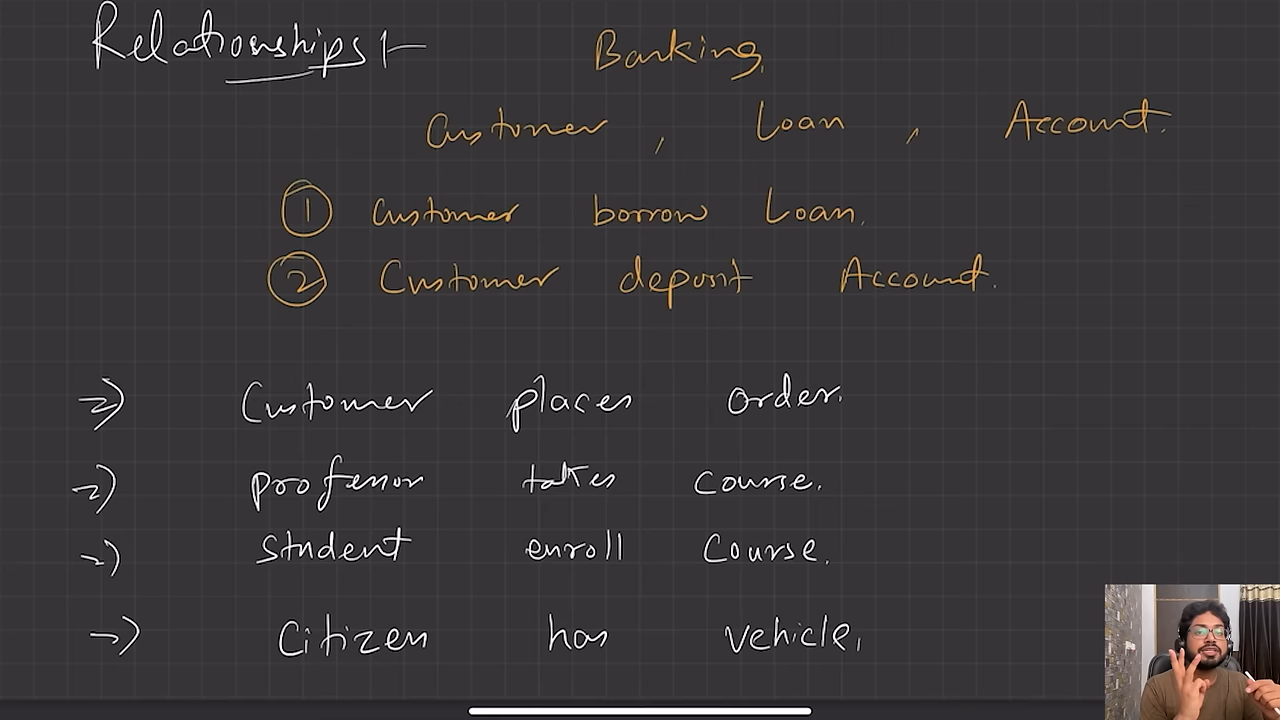 Relationships :-
Banking.
Customer , Loan , Account.
① Customer borrow Loan.
② Customer deposit Account.
=> Customer places order.
=> professor takes course.
=> student enroll course.
=> Citizen has vehicle.